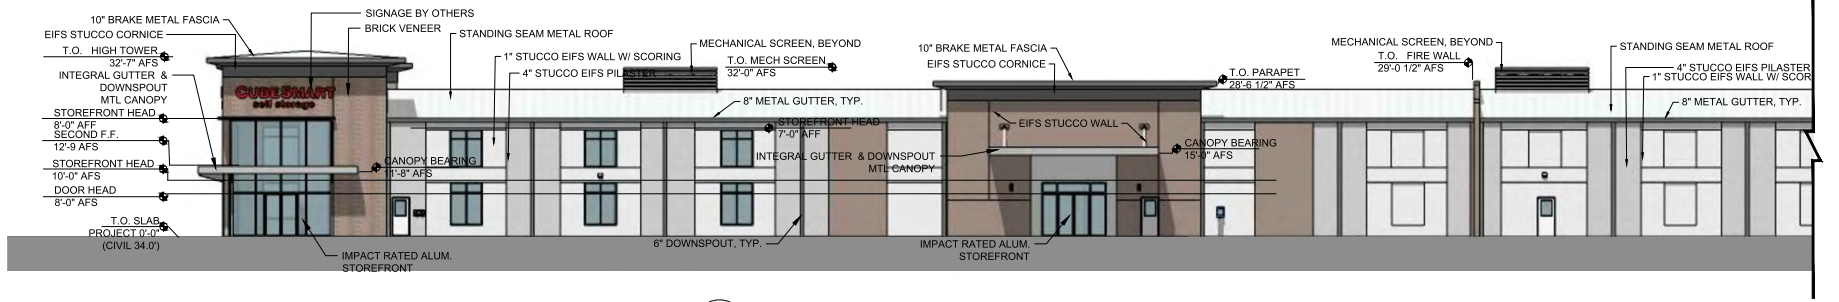 10" BRAKE METAL FASCIA
EIFS STUCCO CORNICE
T.O. HIGH TOWER
32'-7" AFS
INTEGRAL GUTTER &
DOWNSPOUT
MTL CANOPY
STOREFRONT HEAD
8'-0" AFF
SECOND F.F.
12'-9 AFS
STOREFRONT HEAD
10'-0" AFS
DOOR HEAD
8'-0" AFS
T.O. SLAB
PROJECT 0'-0"
(CIVIL 34.0')
SIGNAGE BY OTHERS
BRICK VENEER
STANDING SEAM METAL ROOF
1" STUCCO EIFS WALL W/ SCORING
4" STUCCO EIFS PILASTER
CUBESMART
self storage
CANOPY BEARING
11'-8" AFS
IMPACT RATED ALUM.
STOREFRONT
MECHANICAL SCREEN, BEYOND
T.O. MECH SCREEN
32'-0" AFS
8" METAL GUTTER, TYP.
STOREFRONT HEAD
7'-0" AFF
6" DOWNSPOUT, TYP.
10" BRAKE METAL FASCIA
EIFS STUCCO CORNICE
EIFS STUCCO WALL
INTEGRAL GUTTER & DOWNSPOUT
MTL CANOPY
IMPACT RATED ALUM.
STOREFRONT
T.O. PARAPET
28'-6 1/2" AFS
CANOPY BEARING
15'-0" AFS
MECHANICAL SCREEN, BEYOND
T.O. FIRE WALL
29'-0 1/2" AFS
STANDING SEAM METAL ROOF
4" STUCCO EIFS PILASTER
1" STUCCO EIFS WALL W/ SCOR
8" METAL GUTTER, TYP.